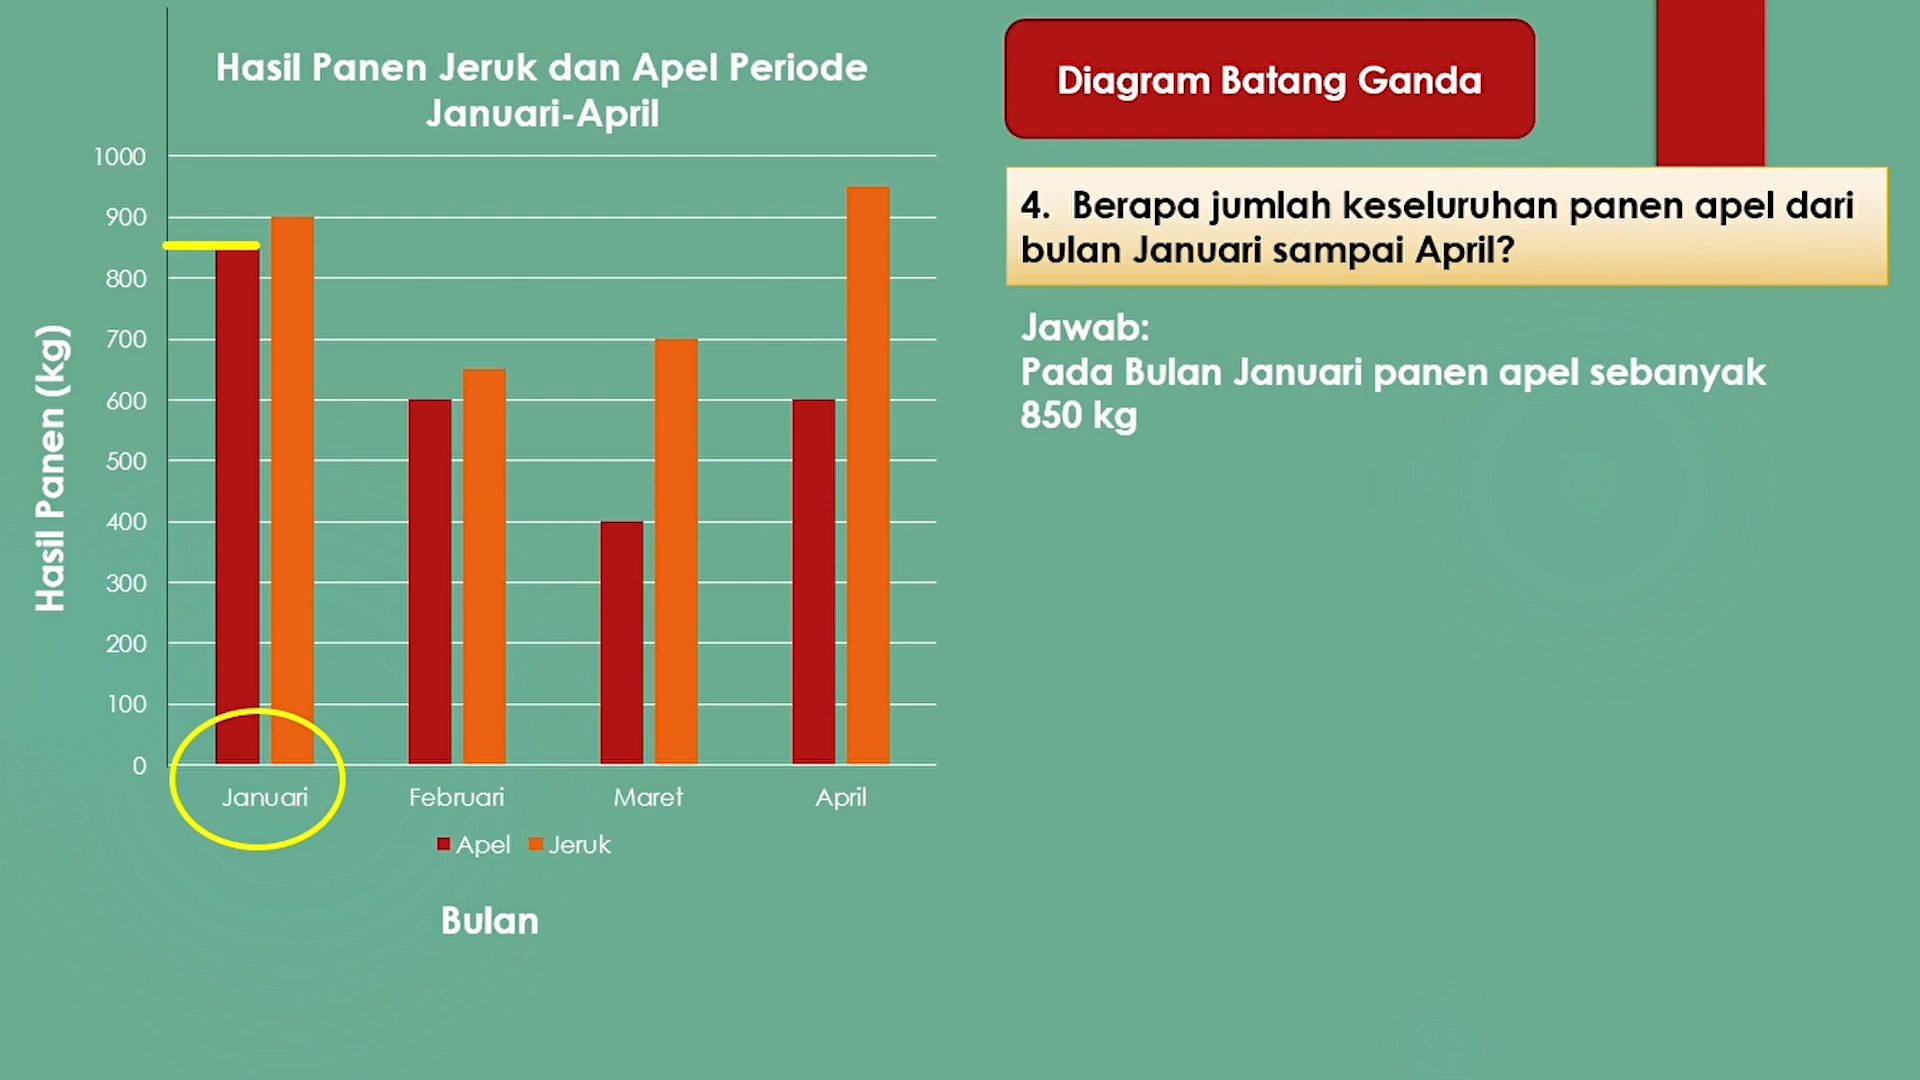 Hasil Panen Jeruk dan Apel Periode
Januari-April
1000
900
800
700
600
500
400
300
200
100
0
Hasil Panen (kg)
Januari
Februari
Maret
April
Apel
Jeruk
Bulan
Diagram Batang Ganda
4. Berapa jumlah keseluruhan panen apel dari
bulan Januari sampai April?
Jawab:
Pada Bulan Januari panen apel sebanyak
850 kg